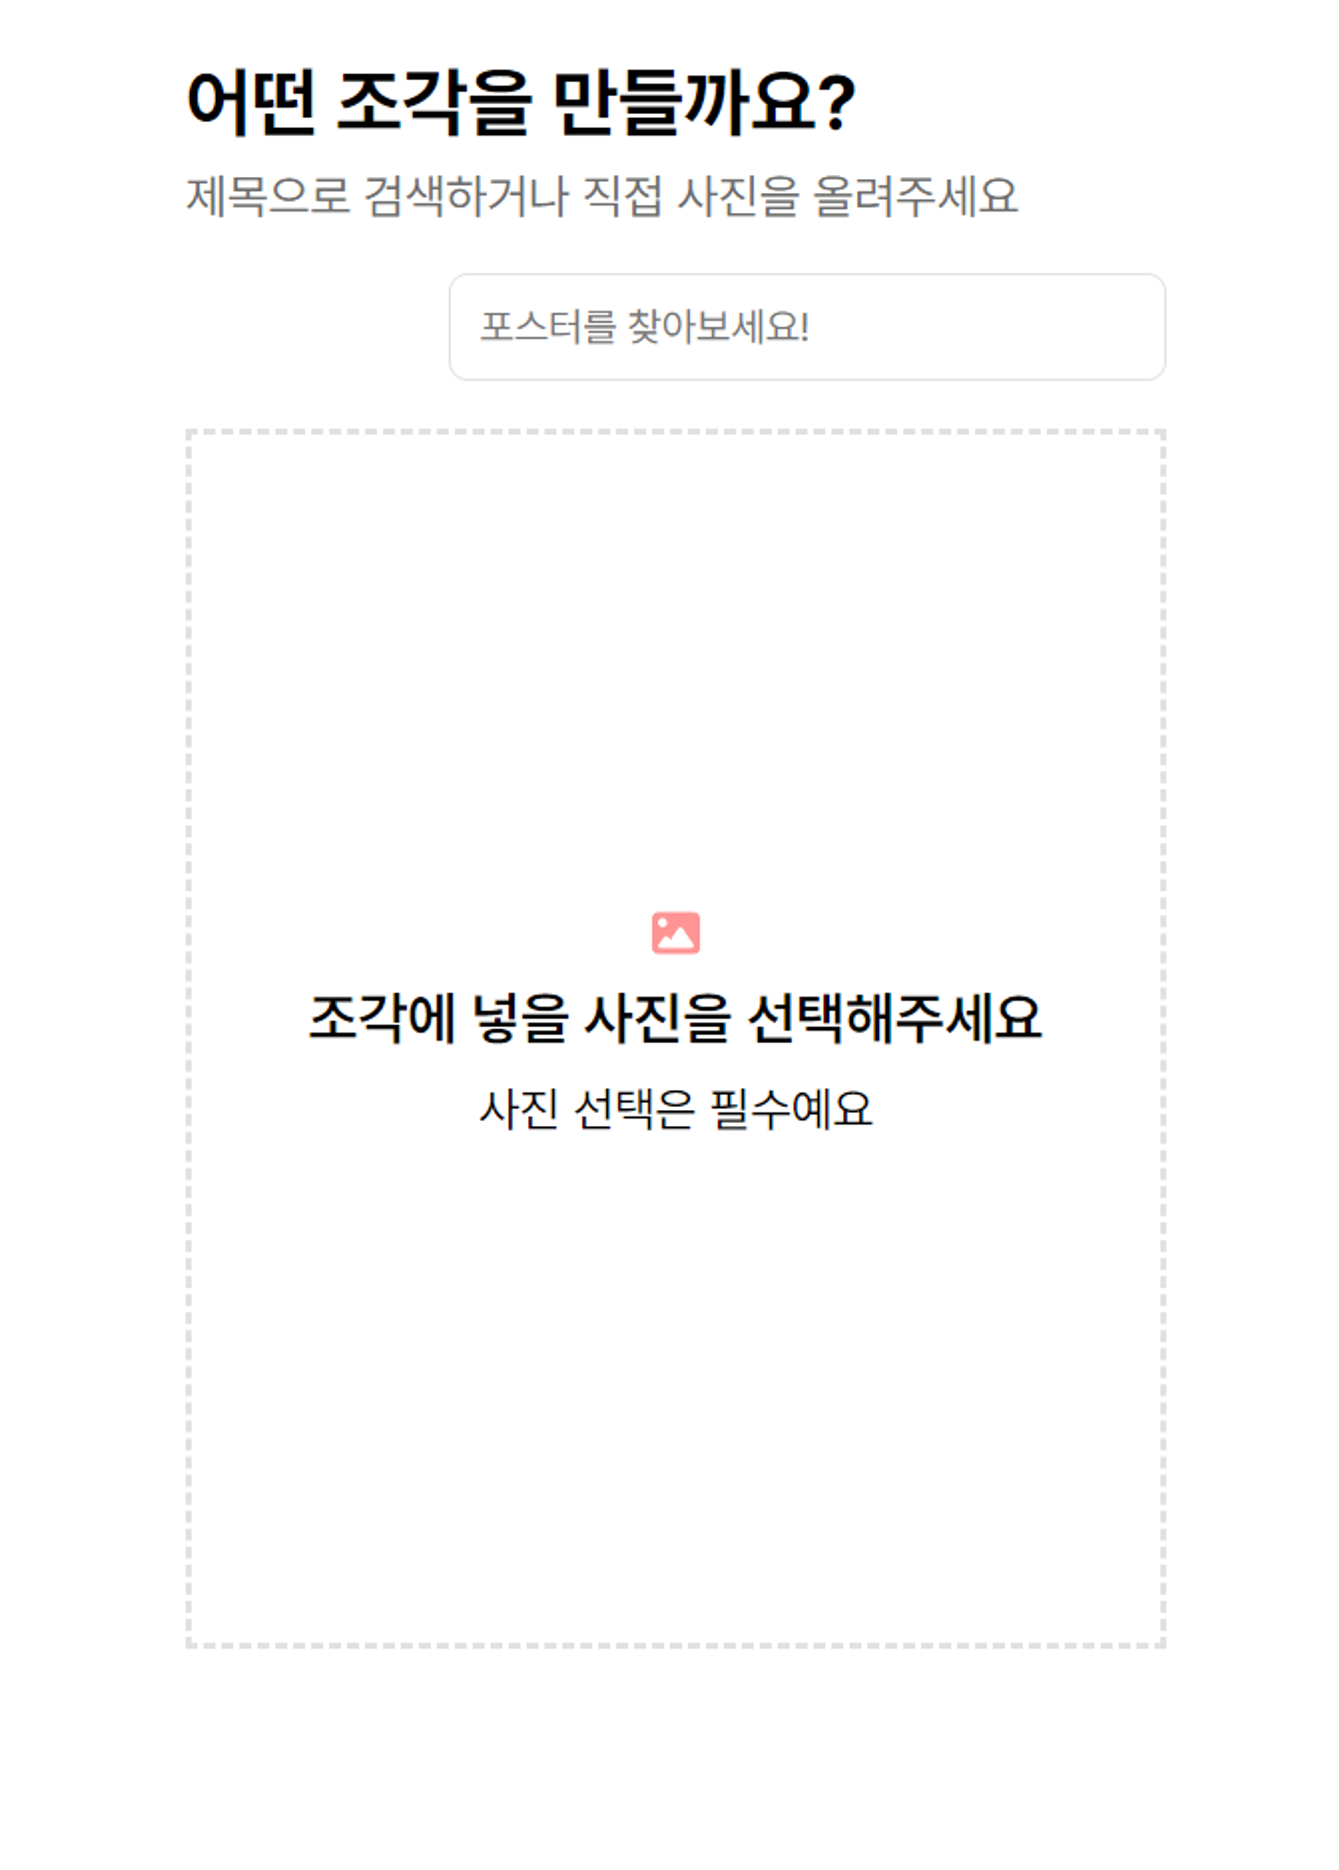 어떤 조각을 만들까요?
제목으로 검색하거나 직접 사진을 올려주세요
포스터를 찾아보세요!
조각에 넣을 사진을 선택해주세요
사진 선택은 필수예요